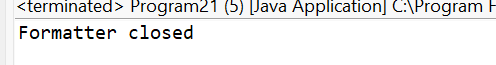 <terminated> Program21 (5) [Java Application] C:\Program F
Formatter closed